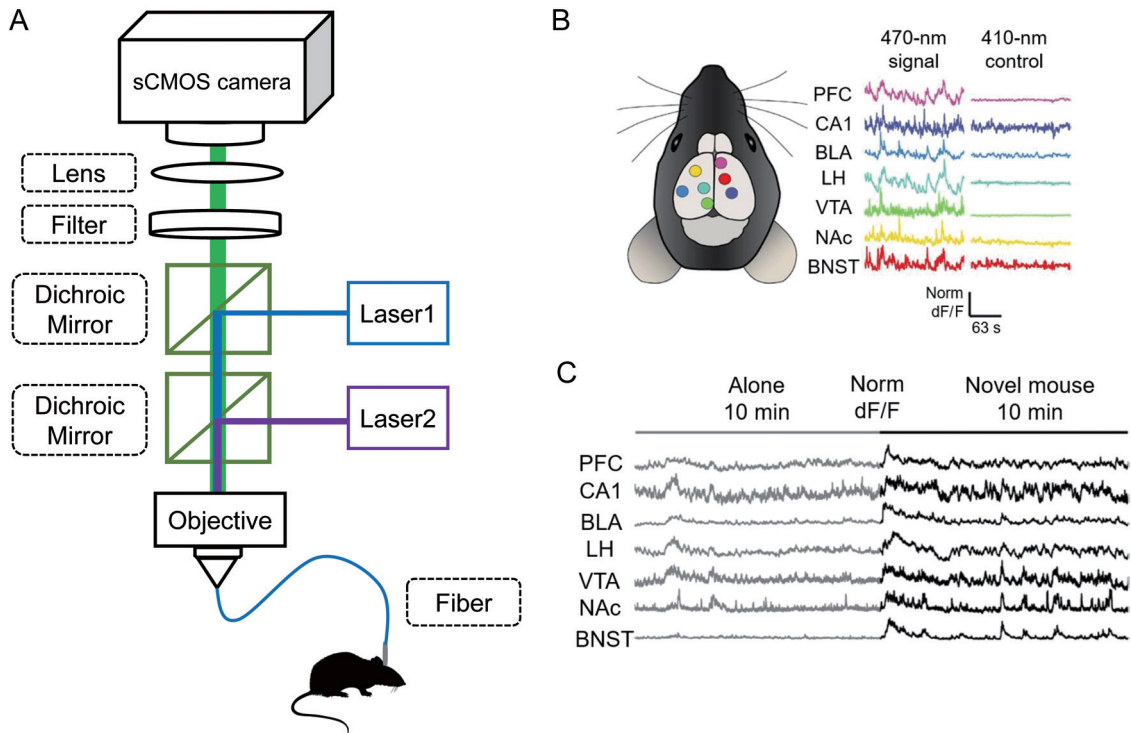 A
sCMOS camera
Lens
Filter
Dichroic
Mirror
Laser1
Dichroic
Mirror
Laser2
Objective
Fiber
B
470-nm
signal
410-nm
control
PFC
CA1
BLA
LH
VTA
NAc
BNST
Norm
dF/F
63 s
C
Alone
10 min
Norm
dF/F
Novel mouse
10 min
PFC
CA1
BLA
LH
VTA
NAc
BNST